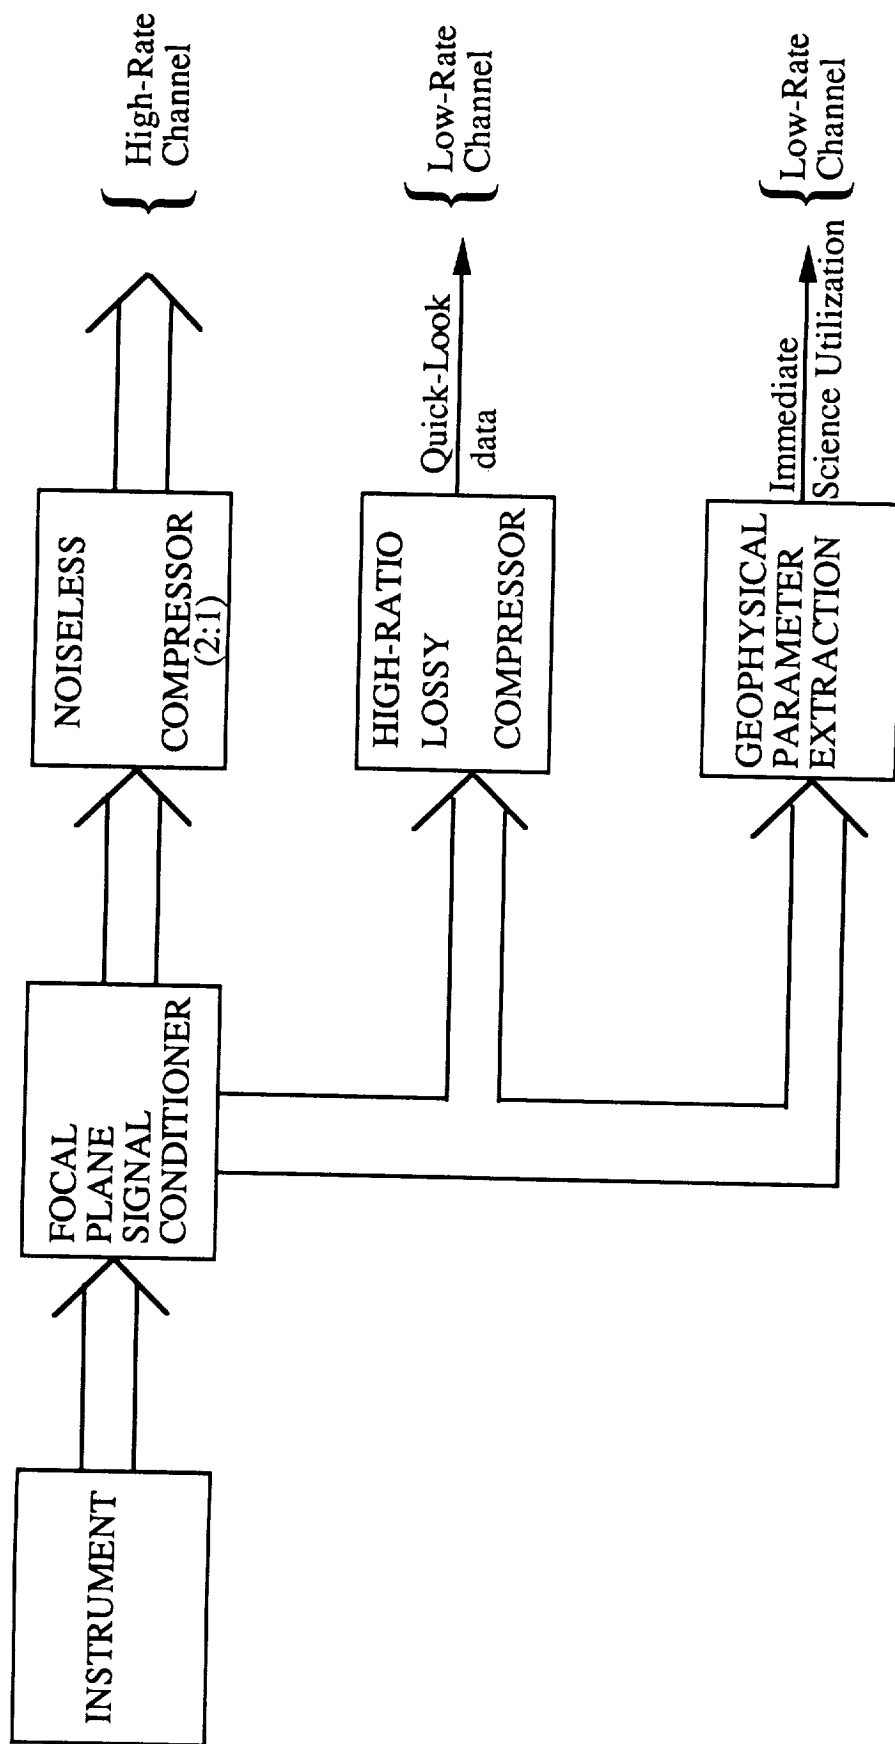 INSTRUMENT
FOCAL
PLANE
SIGNAL
CONDITIONER
NOISELESS
COMPRESSOR
(2:1)
High-Rate
Channel
HIGH-RATIO
LOSSY
COMPRESSOR
Quick-Look
data
Low-Rate
Channel
GEOPHYSICAL
PARAMETER
EXTRACTION
Immediate
Science Utilization
Low-Rate
Channel